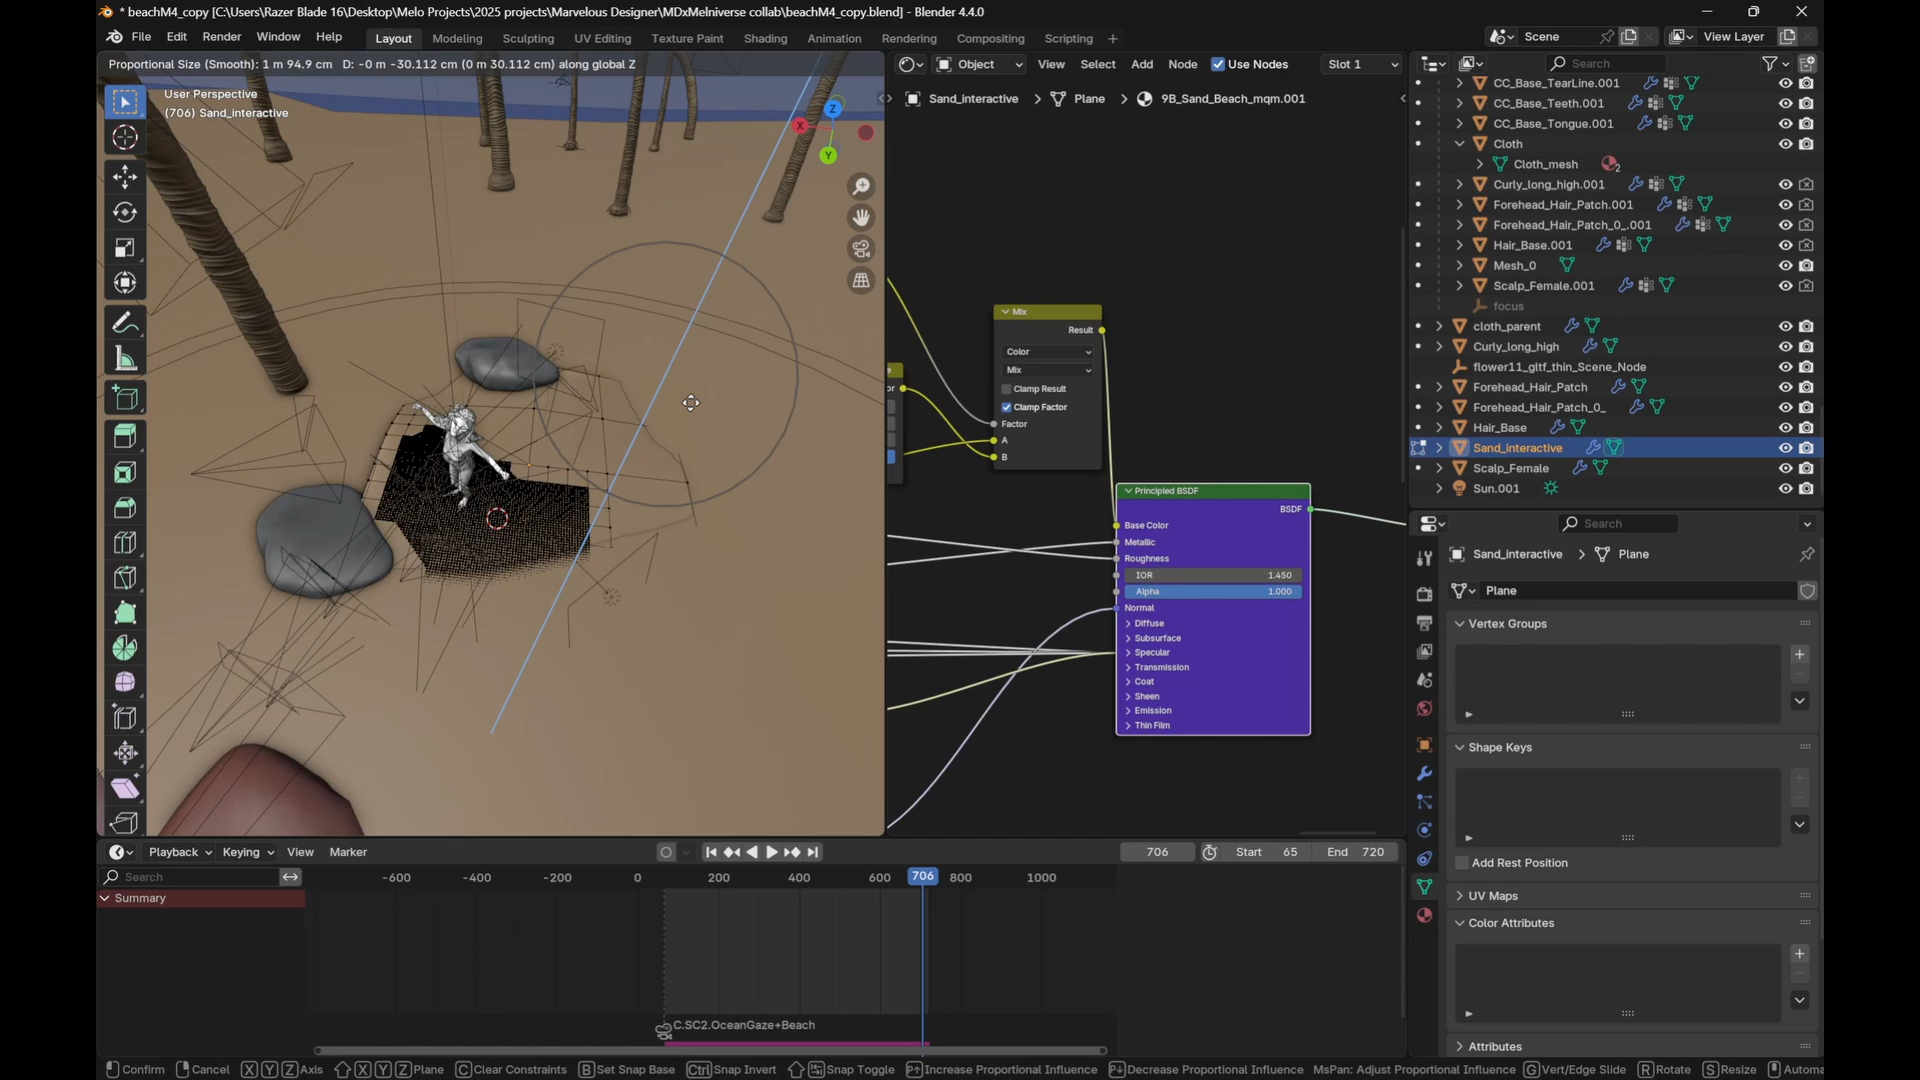 * beachM4_copy [C:\Users\Razer Blade 16\Desktop\Melo Projects\2025 projects\Marvelous Designer\MDxMelniverse collab\beachM4_copy.blend] - Blender 4.4.0
File Edit Render Window Help Layout Modeling Sculpting UV Editing Texture Paint Shading Animation Rendering Compositing Scripting + Scene View Layer
Proportional Size (Smooth): 1 m 94.9 cm D: -0 m -30.112 cm (0 m 30.112 cm) along global Z
Object View Select Add Node Use Nodes Slot 1 Search
User Perspective
(706) Sand_interactive
Z
X
Y
Sand_interactive > Plane > 9B_Sand_Beach_mqm.001
CC_Base_TearLine.001
CC_Base_Teeth.001
CC_Base_Tongue.001
Cloth
Cloth_mesh 2
Curly_long_high.001
Forehead_Hair_Patch.001
Forehead_Hair_Patch_0_.001
Hair_Base.001
Mesh_0
Scalp_Female.001
focus
cloth_parent
Curly_long_high
flower11_gltf_thin_Scene_Node
Forehead_Hair_Patch
Forehead_Hair_Patch_0_
Hair_Base
Sand_interactive
Scalp_Female
Sun.001
Mix
Result
Color
Mix
Clamp Result
Clamp Factor
Factor
A
B
e
or
Principled BSDF
BSDF
Base Color
Metallic
Roughness
IOR 1.450
Alpha 1.000
Normal
Diffuse
Subsurface
Specular
Transmission
Coat
Sheen
Emission
Thin Film
Search
Sand_interactive > Plane
Plane
Vertex Groups
Shape Keys
Add Rest Position
UV Maps
Color Attributes
Attributes
Playback Keying View Marker 706 Start 65 End 720
Search -600 -400 -200 0 200 400 600 706 800 1000
Summary
C.SC2.OceanGaze+Beach
Confirm Cancel X Y Z Axis X Y Z Plane C Clear Constraints B Set Snap Base Ctrl Snap Invert Snap Toggle Increase Proportional Influence Decrease Proportional Influence MsPan: Adjust Proportional Influence G Vert/Edge Slide R Rotate S Resize Automa